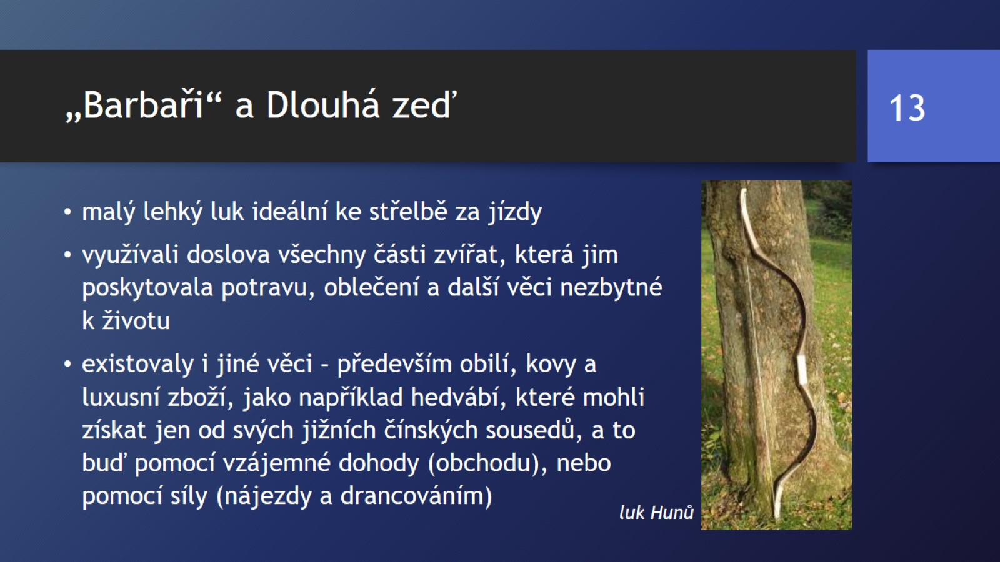 „Barbaři“ a Dlouhá zeď
13
• malý lehký luk ideální ke střelbě za jízdy
• využívali doslova všechny části zvířat, která jim
poskytovala potravu, oblečení a další věci nezbytné
k životu
• existovaly i jiné věci – především obilí, kovy a
luxusní zboží, jako například hedvábí, které mohli
získat jen od svých jižních čínských sousedů, a to
buď pomocí vzájemné dohody (obchodu), nebo
pomocí síly (nájezdy a drancováním)
luk Hunů